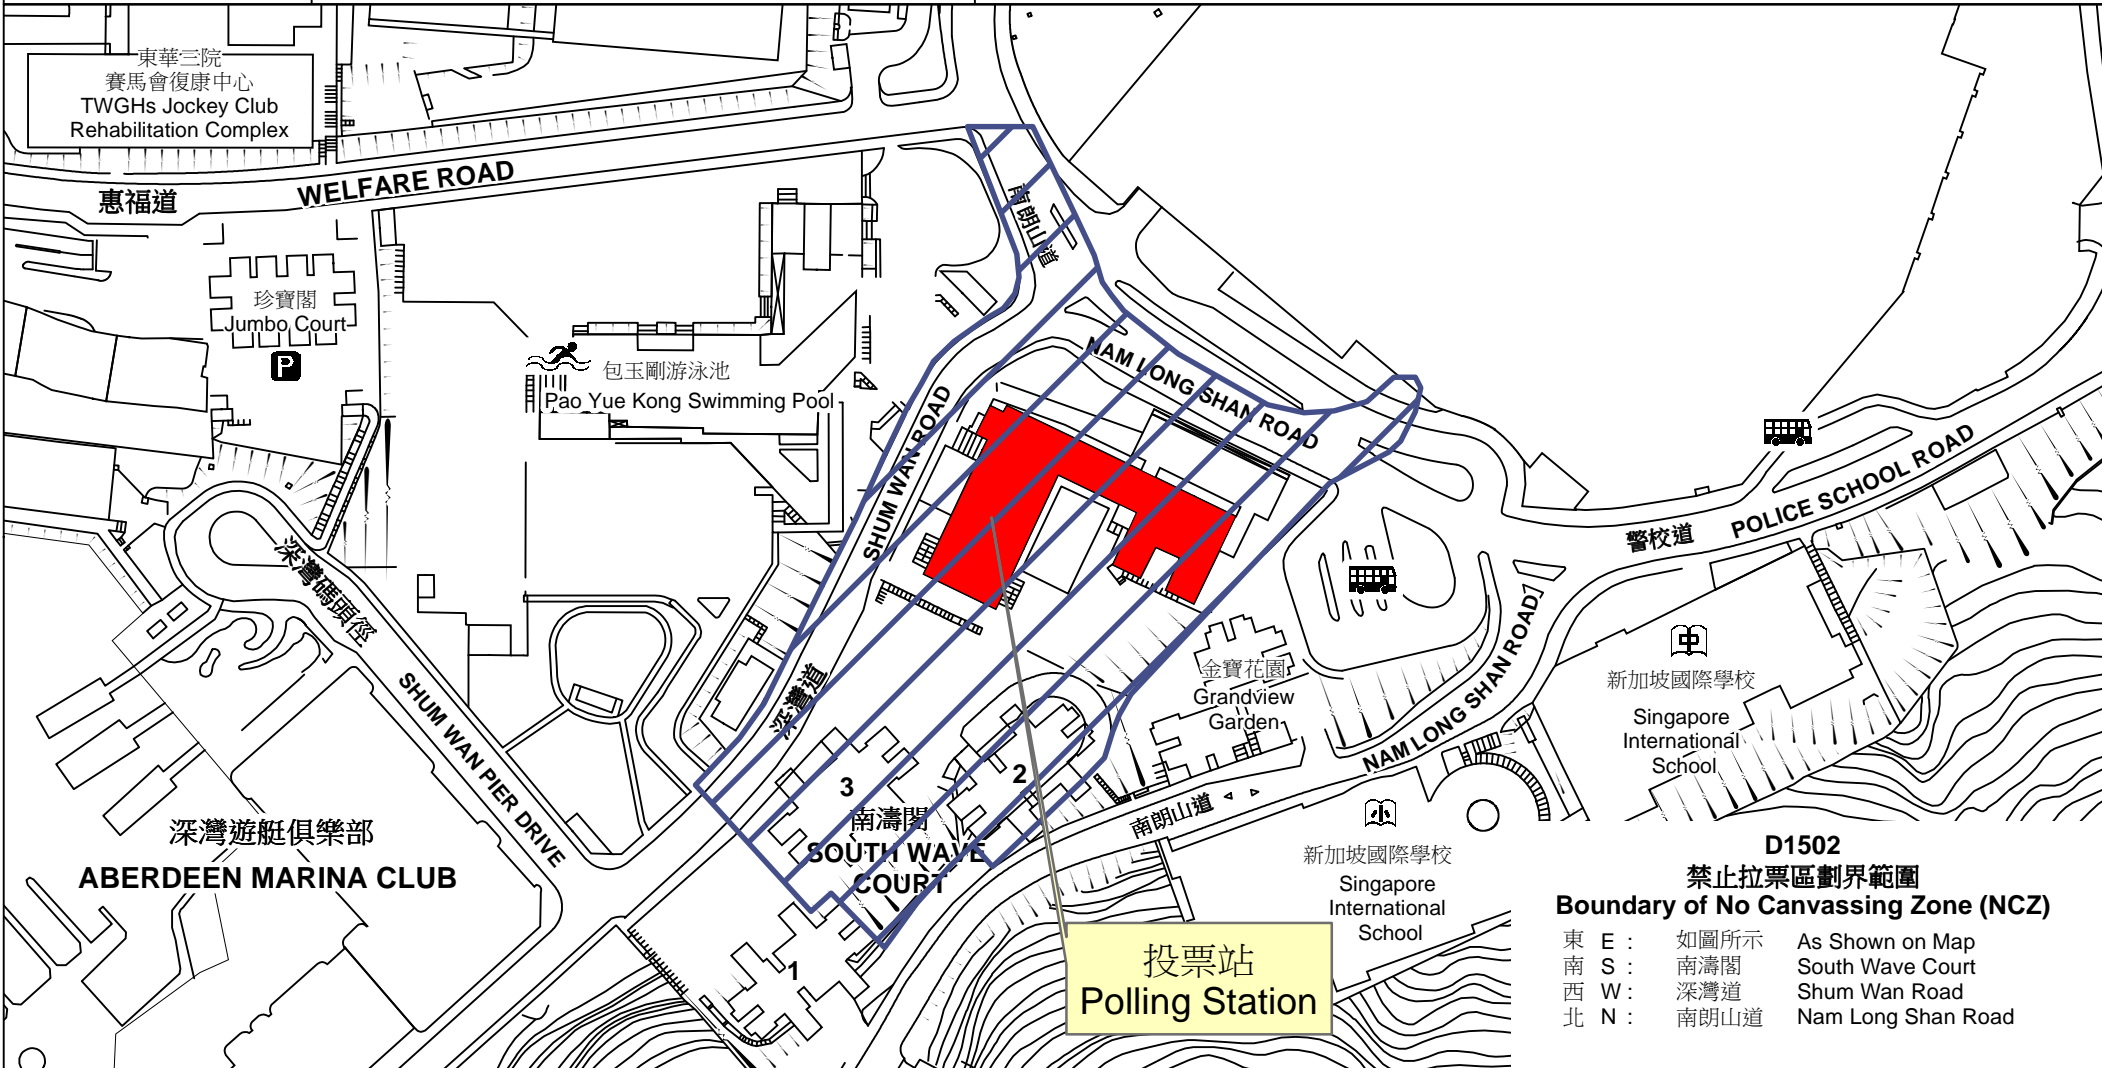 東華三院
賽馬會復康中心
TWGHs Jockey Club
Rehabilitation Complex
惠福道
WELFARE ROAD
南朗山道
珍寶閣
Jumbo Court
P
包玉剛游泳池
Pao Yue Kong Swimming Pool
NAM LONG SHAN ROAD
SHUM WAN ROAD
警校道
POLICE SCHOOL ROAD
深灣碼頭徑
SHUM WAN PIER DRIVE
深灣道
金寶花園
Grandview
Garden
NAM LONG SHAN ROAD
中
新加坡國際學校
Singapore
International
School
3
2
南濤閣
SOUTH WAVE
COURT
南朗山道
小
新加坡國際學校
Singapore
International
School
深灣遊艇俱樂部
ABERDEEN MARINA CLUB
1
投票站
Polling Station
D1502
禁止拉票區劃界範圍
Boundary of No Canvassing Zone (NCZ)
東 E : 如圖所示 As Shown on Map
南 S : 南濤閣 South Wave Court
西 W : 深灣道 Shum Wan Road
北 N : 南朗山道 Nam Long Shan Road